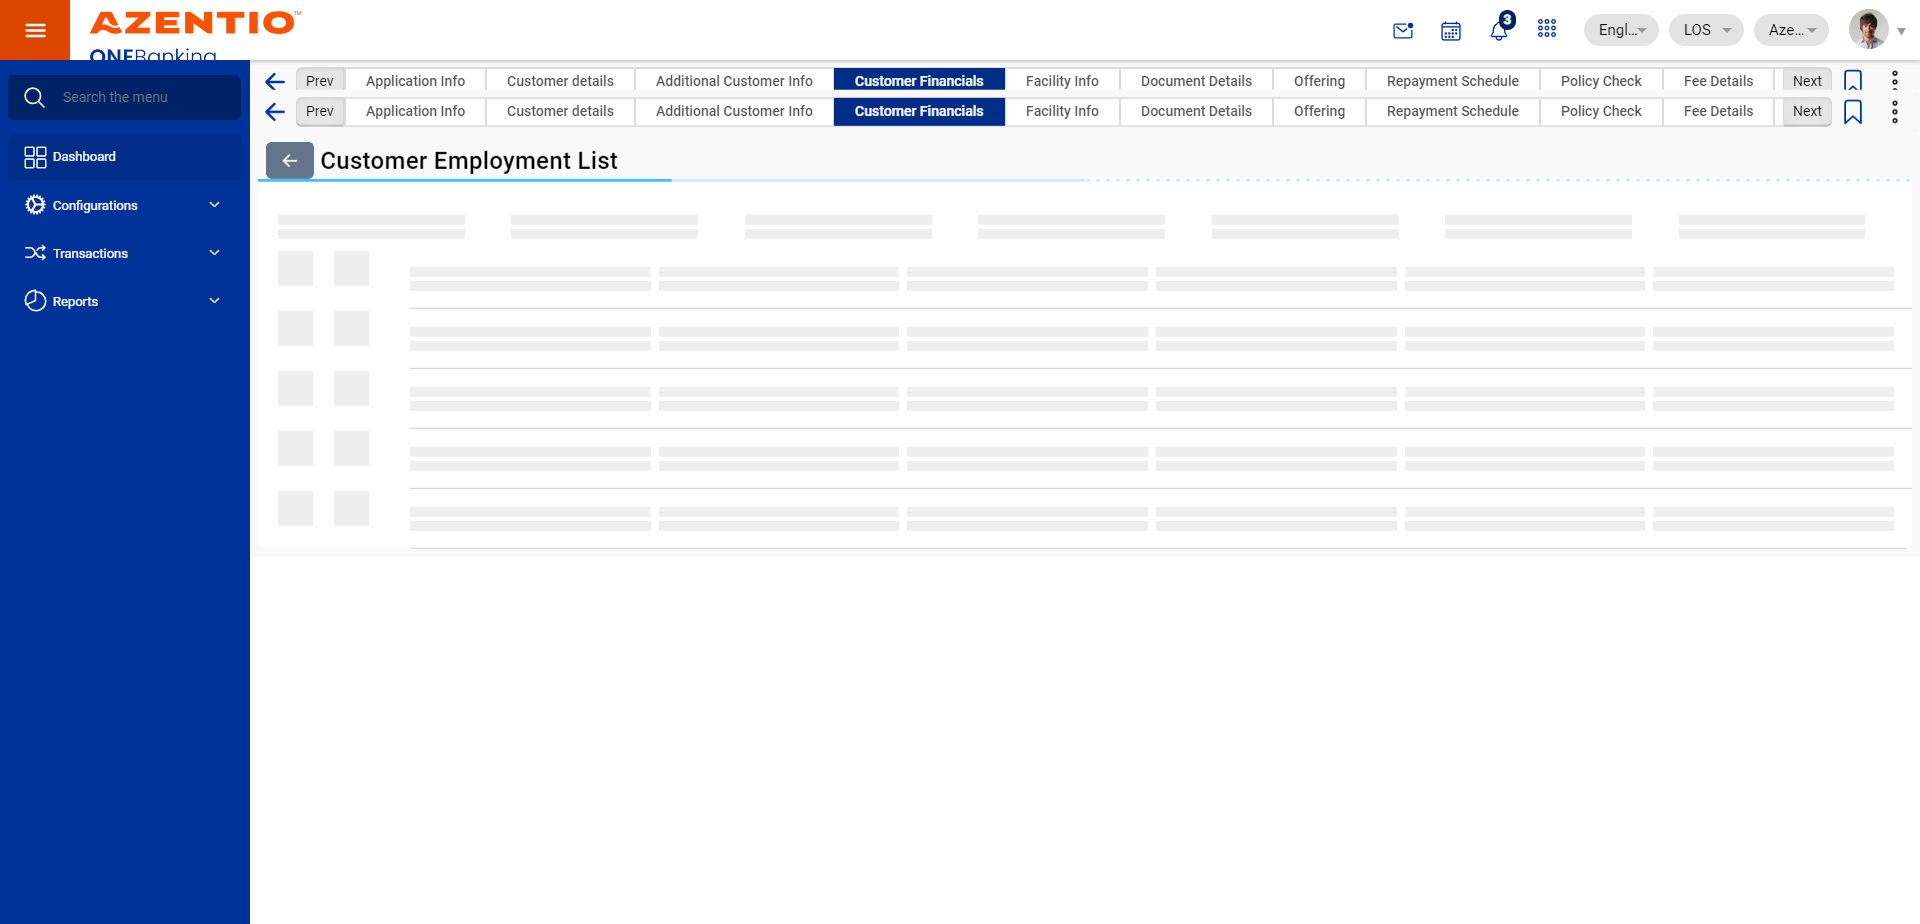 AZENTIO™
ONEBanking
3
Engl...
LOS
Aze...
Search the menu
Dashboard
Configurations
Transactions
Reports
Prev Application Info Customer details Additional Customer Info Customer Financials Facility Info Document Details Offering Repayment Schedule Policy Check Fee Details Next
Prev Application Info Customer details Additional Customer Info Customer Financials Facility Info Document Details Offering Repayment Schedule Policy Check Fee Details Next
Customer Employment List